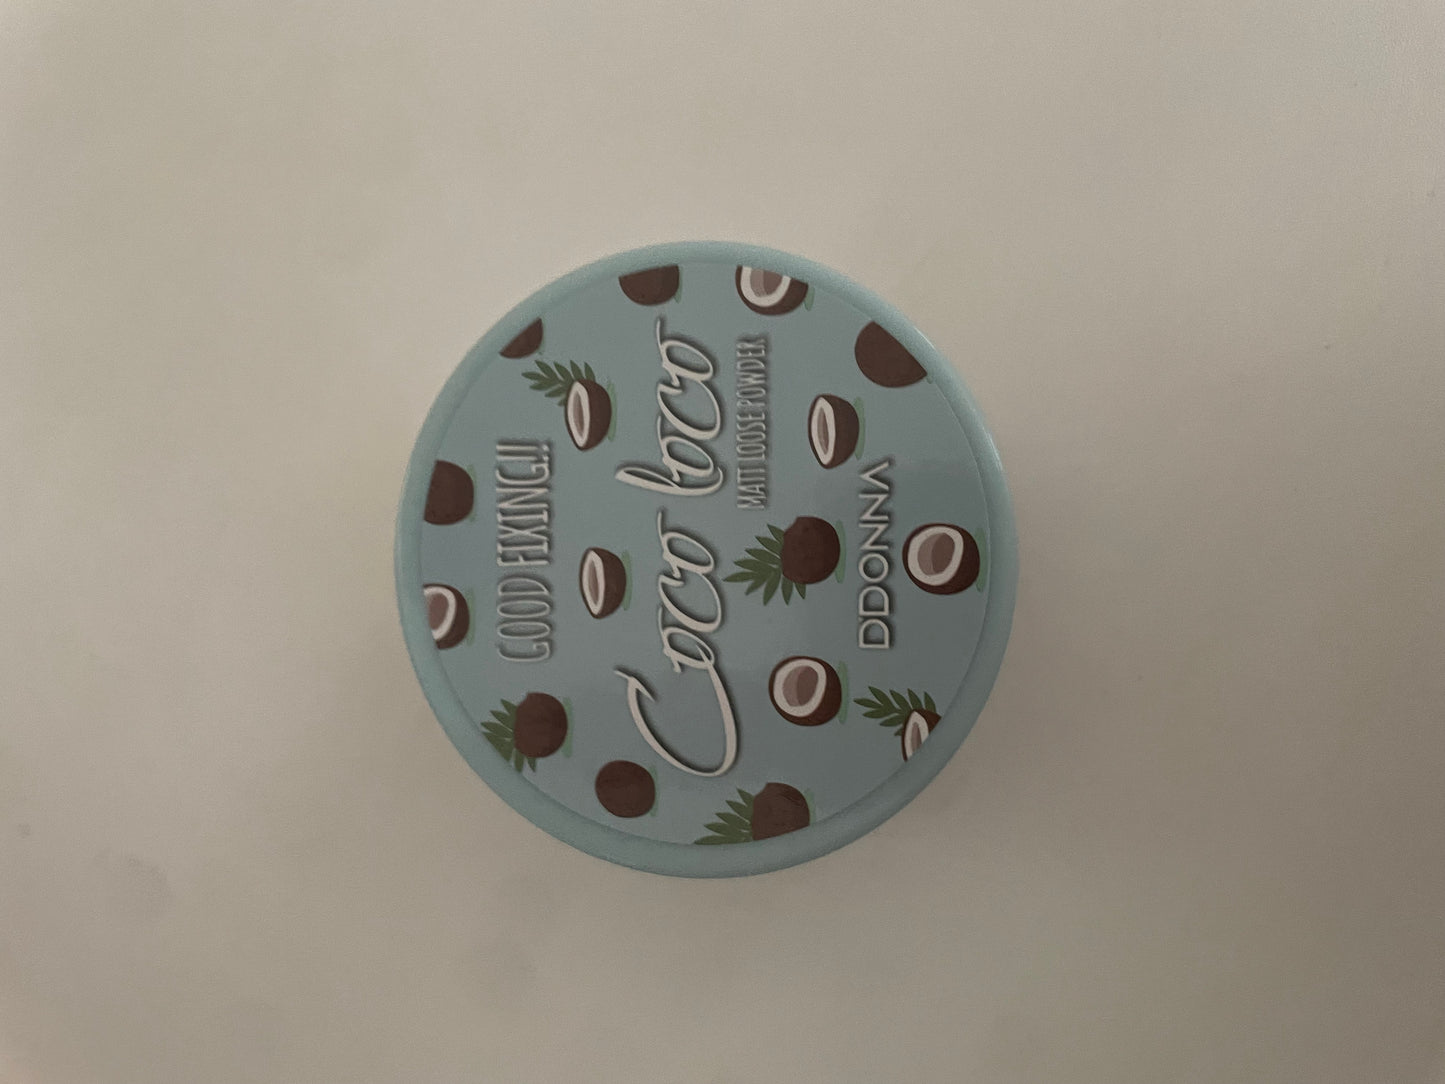 GOOD FIXING!!
Coco loco
MATT LOOSE POWDER
DDONNA